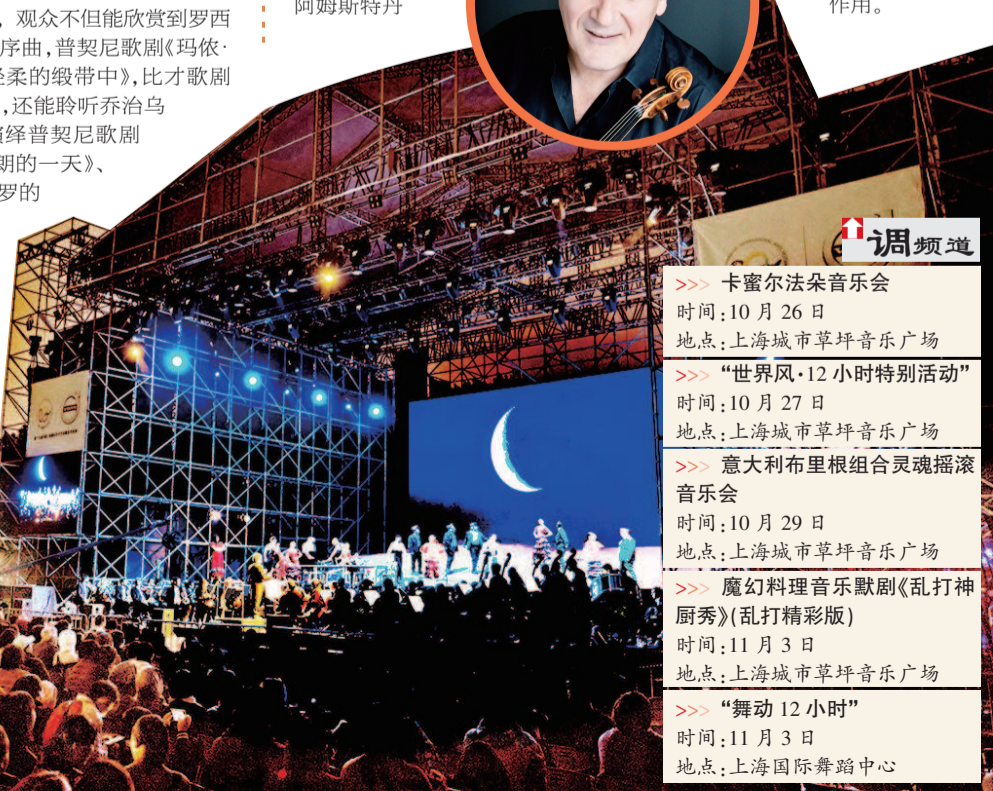 ，观众不但能欣赏到罗西
序曲，普契尼歌剧《玛侬·
柔的缎带中》，比才歌剧
，还能聆听乔治乌
绎普契尼歌剧
朗的一天》、
罗的
阿姆斯特丹
作用。
调频道
>>> 卡蜜尔法朵音乐会
时间：10 月 26 日
地点：上海城市草坪音乐广场
>>> “世界风·12 小时特别活动”
时间：10 月 27 日
地点：上海城市草坪音乐广场
>>> 意大利布里根组合灵魂摇滚
音乐会
时间：10 月 29 日
地点：上海城市草坪音乐广场
>>> 魔幻料理音乐默剧《乱打神
厨秀》（乱打精彩版）
时间：11 月 3 日
地点：上海城市草坪音乐广场
>>> “舞动 12 小时”
时间：11 月 3 日
地点：上海国际舞蹈中心